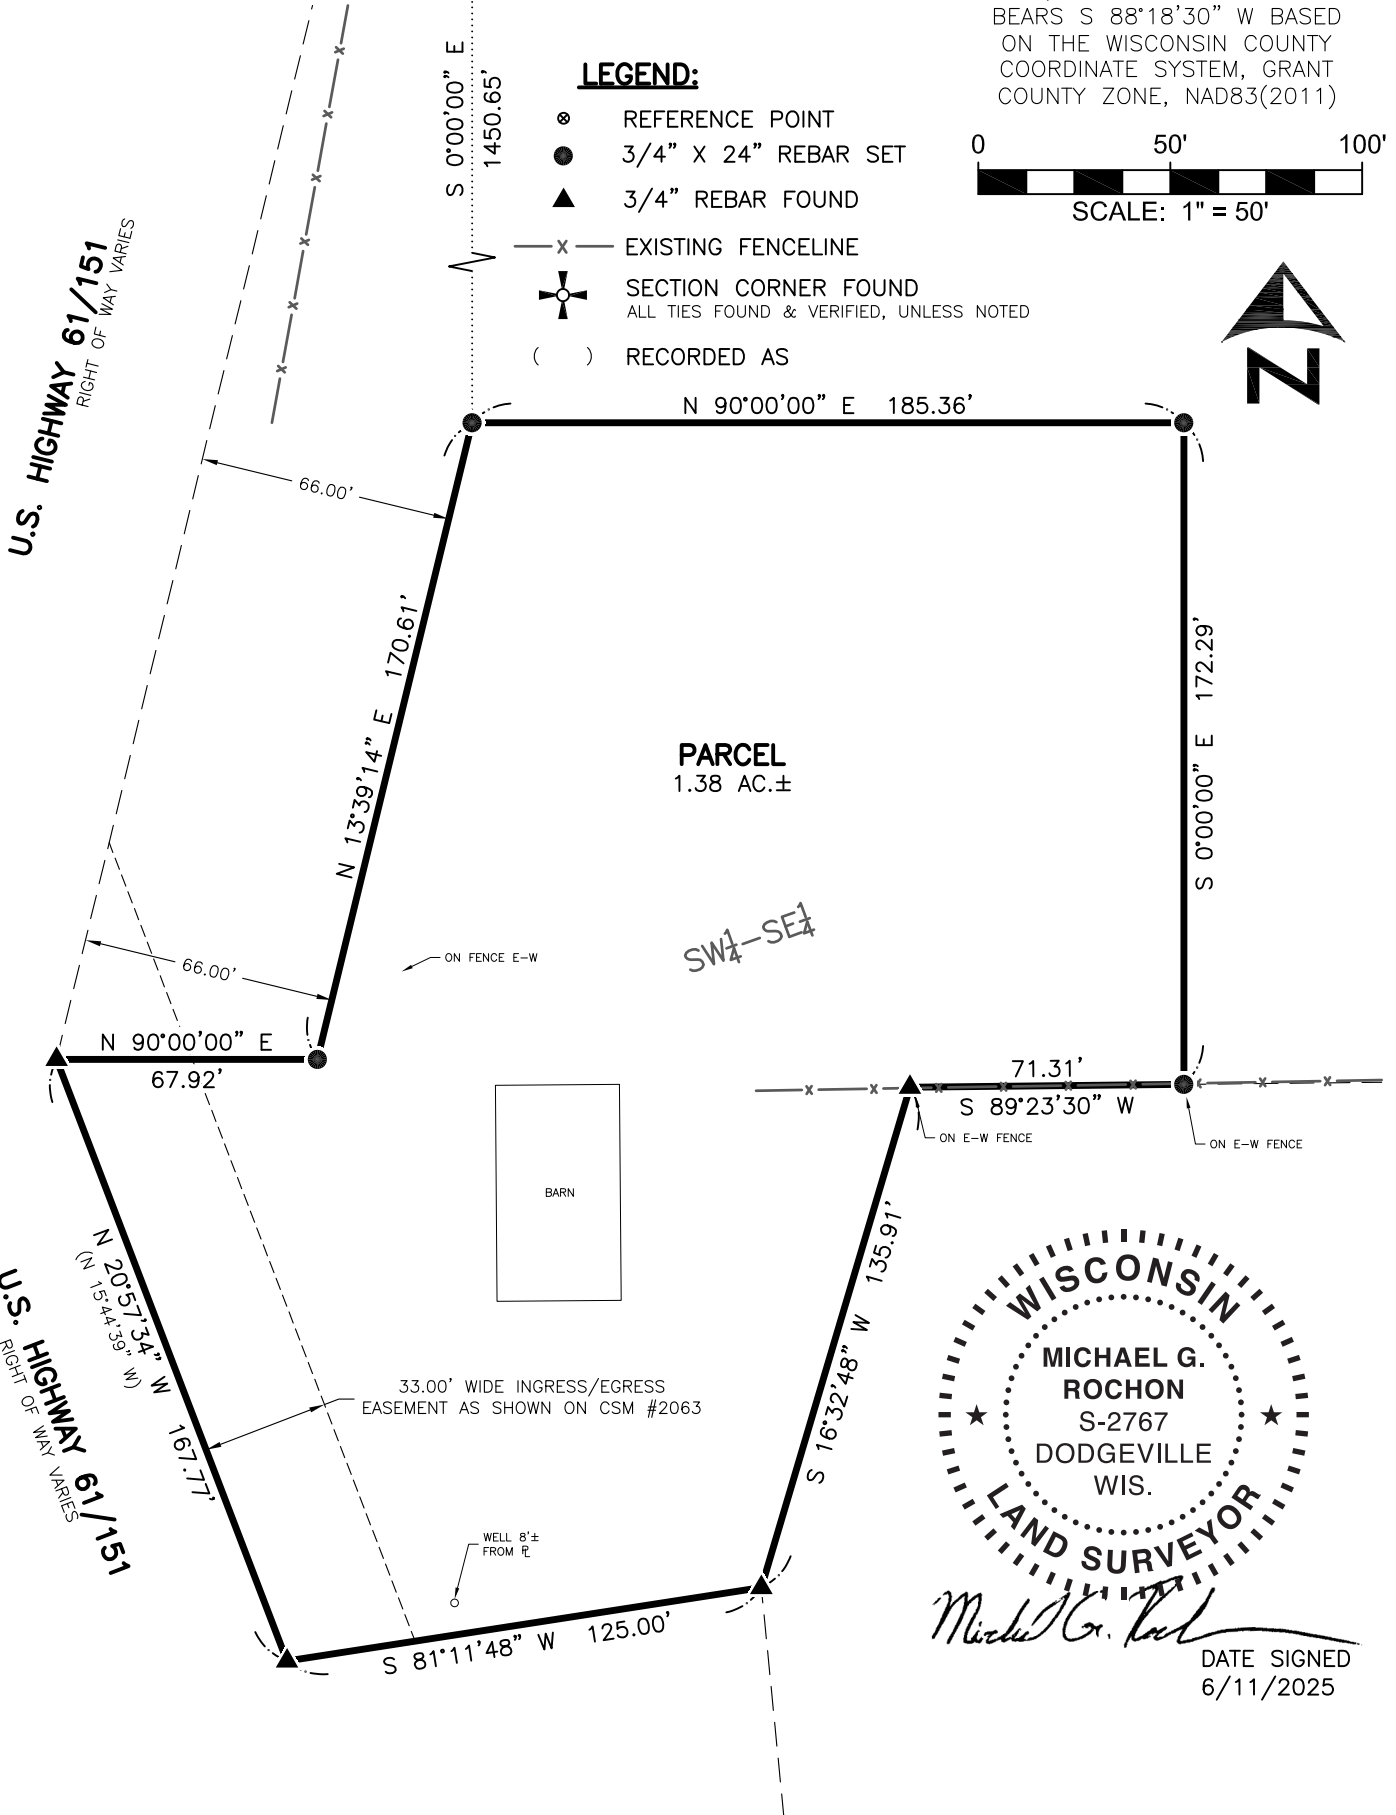 BEARS S 88°18'30" W BASED
ON THE WISCONSIN COUNTY
COORDINATE SYSTEM, GRANT
COUNTY ZONE, NAD83(2011)
0 50' 100'
SCALE: 1" = 50'
N
S 0°00'00" E
1450.65'
LEGEND:
REFERENCE POINT
3/4" X 24" REBAR SET
3/4" REBAR FOUND
X EXISTING FENCELINE
SECTION CORNER FOUND
ALL TIES FOUND & VERIFIED, UNLESS NOTED
( ) RECORDED AS
U.S. HIGHWAY 61/151
RIGHT OF WAY VARIES
N 90°00'00" E 185.36'
66.00'
N 13°39'14" E 170.61'
S 0°00'00" E 172.29'
PARCEL
1.38 AC.±
SW1/4-SE1/4
ON FENCE E-W
66.00'
N 90°00'00" E
67.92'
71.31'
S 89°23'30" W
ON E-W FENCE
ON E-W FENCE
BARN
N 20°57'34" W 167.77'
(N 15°44'39" W)
S 16°32'48" W 135.91'
U.S. HIGHWAY 61/151
RIGHT OF WAY VARIES
33.00' WIDE INGRESS/EGRESS
EASEMENT AS SHOWN ON CSM #2063
WELL 8'±
FROM ℄
S 81°11'48" W 125.00'
WISCONSIN
MICHAEL G.
ROCHON
S-2767
DODGEVILLE
WIS.
LAND SURVEYOR
DATE SIGNED
6/11/2025